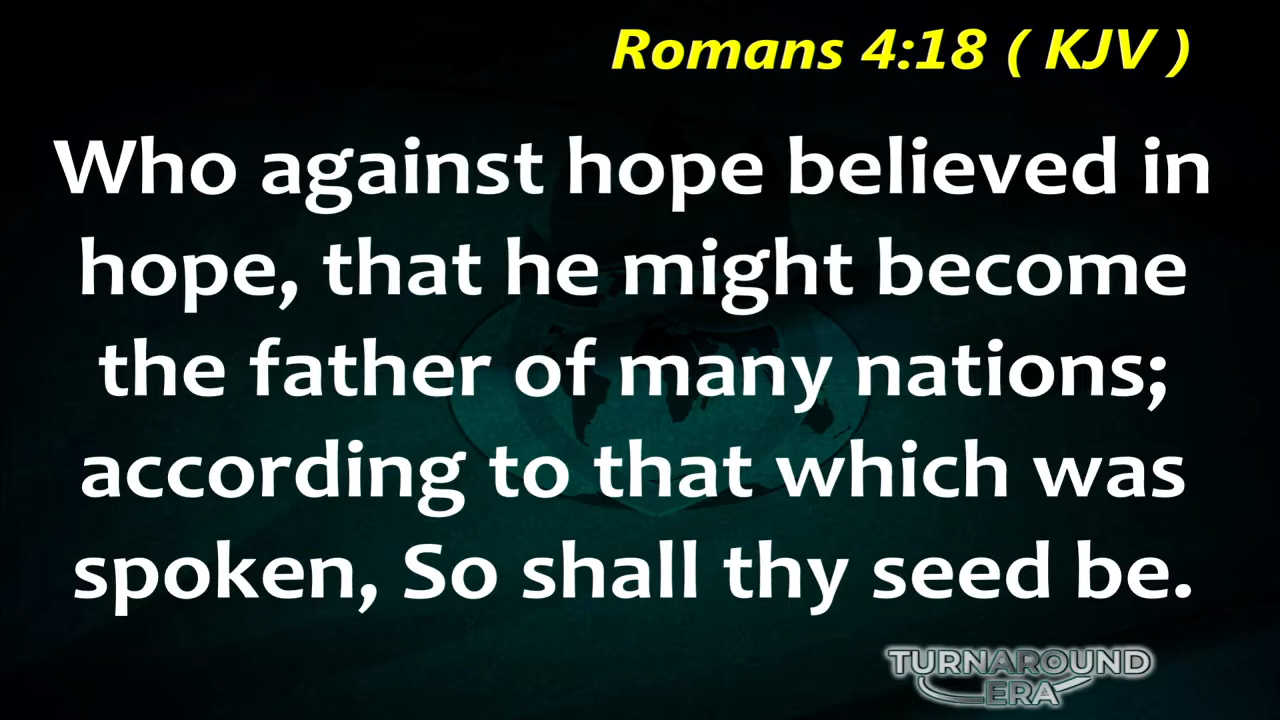 Romans 4:18 ( KJV )
Who against hope believed in
hope, that he might become
the father of many nations;
according to that which was
spoken, So shall thy seed be.
TURNAROUND
ERA